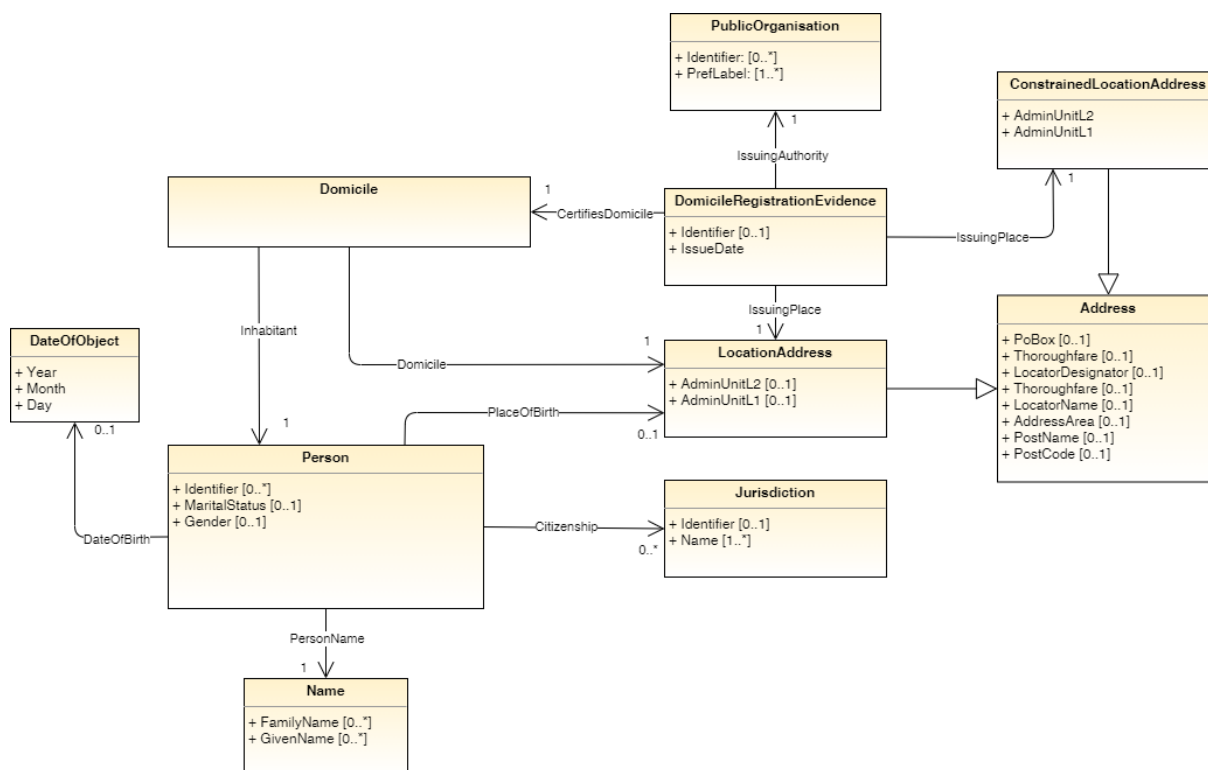 PublicOrganisation
+ Identifier: [0..*]
+ PrefLabel: [1..*]
1
IssuingAuthority
ConstrainedLocationAddress
+ AdminUnitL2
+ AdminUnitL1
1
IssuingPlace
Domicile
1
CertifiesDomicile
DomicileRegistrationEvidence
+ Identifier [0..1]
+ IssueDate
IssuingPlace
1
Inhabitant
1
Domicile
1
LocationAddress
+ AdminUnitL2 [0..1]
+ AdminUnitL1 [0..1]
Address
+ PoBox [0..1]
+ Thoroughfare [0..1]
+ LocatorDesignator [0..1]
+ Thoroughfare [0..1]
+ LocatorName [0..1]
+ AddressArea [0..1]
+ PostName [0..1]
+ PostCode [0..1]
DateOfObject
+ Year
+ Month
+ Day
0..1
DateOfBirth
PlaceOfBirth
0..1
Person
+ Identifier [0..*]
+ MaritalStatus [0..1]
+ Gender [0..1]
Citizenship
0..*
Jurisdiction
+ Identifier [0..1]
+ Name [1..*]
PersonName
1
Name
+ FamilyName [0..*]
+ GivenName [0..*]